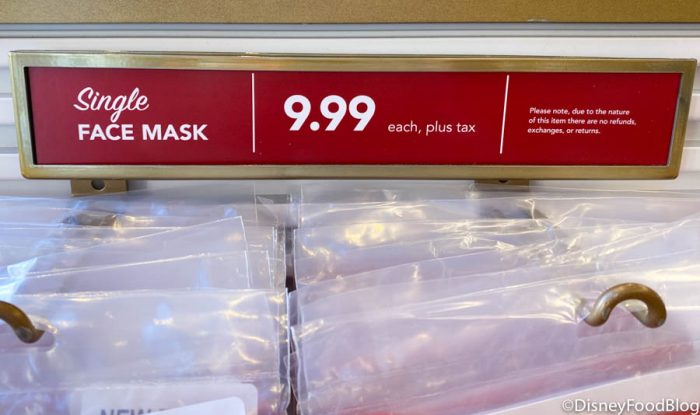 Single
FACE MASK
9.99 each, plus tax
Please note, due to the nature
of this item there are no refunds,
exchanges, or returns.
NEW
©DisneyFoodBlog